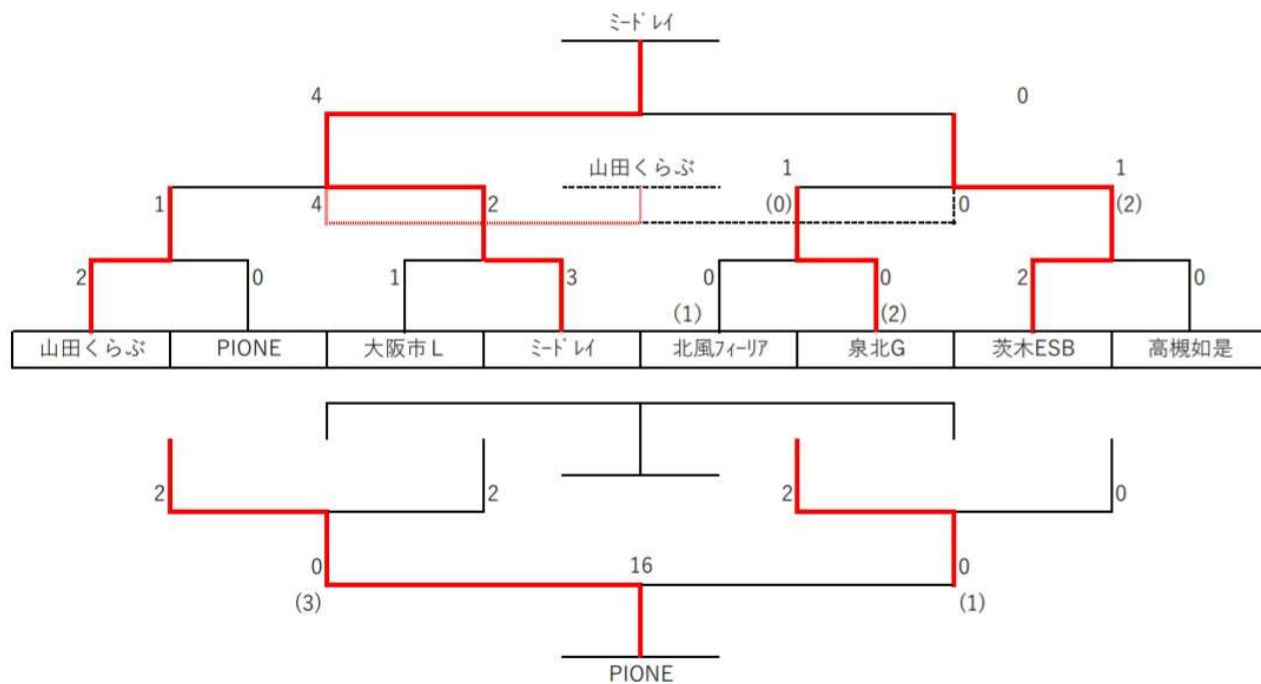 ﾐｰﾄﾞﾚｲ
4 0
山田くらぶ 1 1
1 4 2 (0) 0 (2)
2 0 1 3 0 0 2 0
(1) (2)
山田くらぶ PIONE 大阪市L ﾐｰﾄﾞﾚｲ 北風ﾌｨｰﾘｱ 泉北G 茨木ESB 高槻如是
2 2 2 0
0 16 0
(3) (1)
PIONE